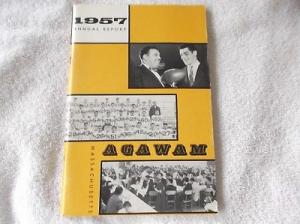 1957
ANNUAL REPORT
AGAWAM
MASSACHUSETTS